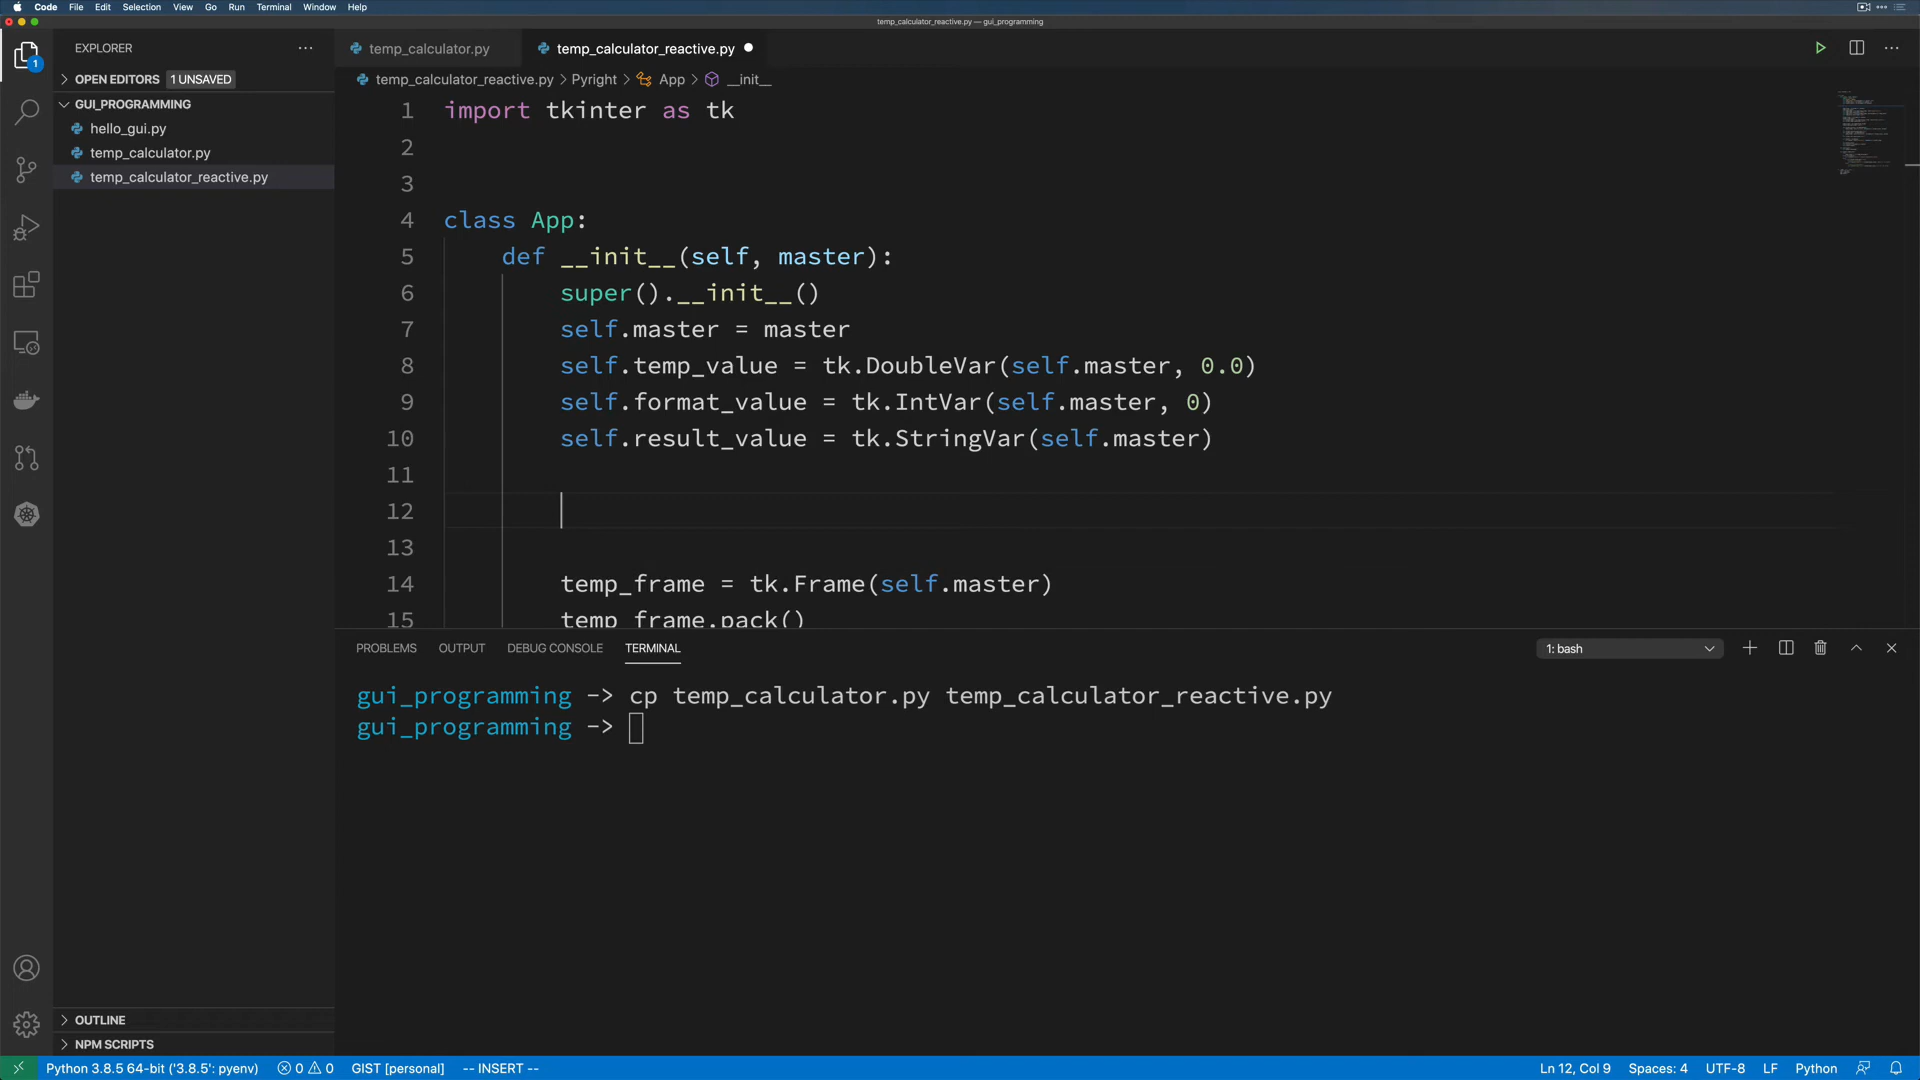 Code File Edit Selection View Go Run Terminal Window Help
temp_calculator_reactive.py — gui_programming
EXPLORER
temp_calculator.py
temp_calculator_reactive.py
1
OPEN EDITORS 1 UNSAVED
temp_calculator_reactive.py > Pyright > App > __init__
GUI_PROGRAMMING
hello_gui.py
temp_calculator.py
temp_calculator_reactive.py
1 import tkinter as tk
2
3
4 class App:
5 def __init__(self, master):
6 super().__init__()
7 self.master = master
8 self.temp_value = tk.DoubleVar(self.master, 0.0)
9 self.format_value = tk.IntVar(self.master, 0)
10 self.result_value = tk.StringVar(self.master)
11
12
13
14 temp_frame = tk.Frame(self.master)
15 temp_frame.pack()
PROBLEMS OUTPUT DEBUG CONSOLE TERMINAL
1: bash
gui_programming -> cp temp_calculator.py temp_calculator_reactive.py
gui_programming ->
OUTLINE
NPM SCRIPTS
Python 3.8.5 64-bit ('3.8.5': pyenv) 0 0 GIST [personal] -- INSERT -- Ln 12, Col 9 Spaces: 4 UTF-8 LF Python